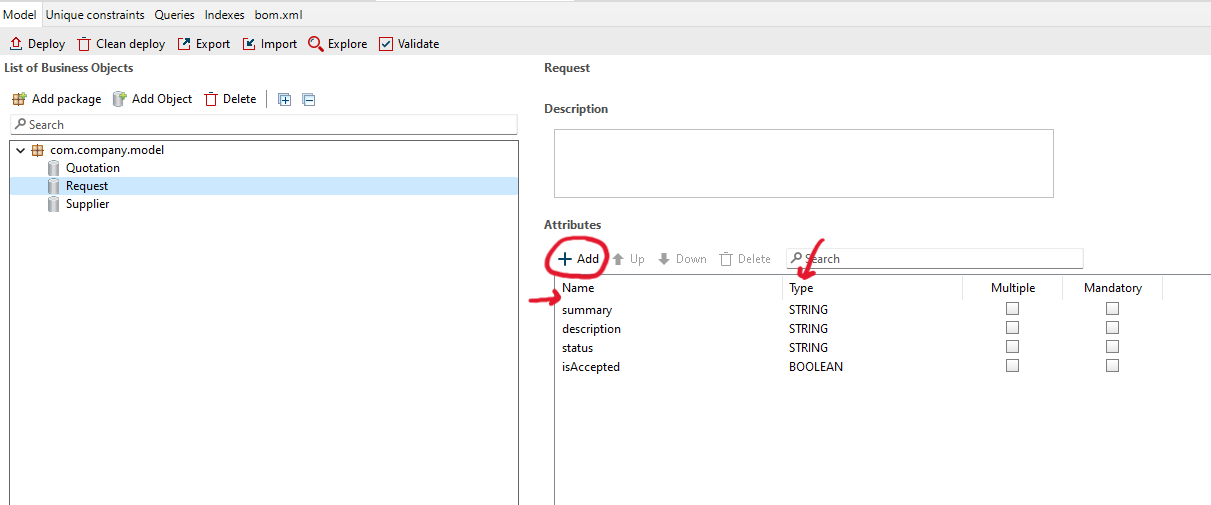 Model Unique constraints Queries Indexes bom.xml
Deploy Clean deploy Export Import Explore Validate
List of Business Objects
Add package Add Object Delete
Search
com.company.model
Quotation
Request
Supplier
Request
Description
Attributes
Add Up Down Delete Search
Name Type Multiple Mandatory
summary STRING
description STRING
status STRING
isAccepted BOOLEAN